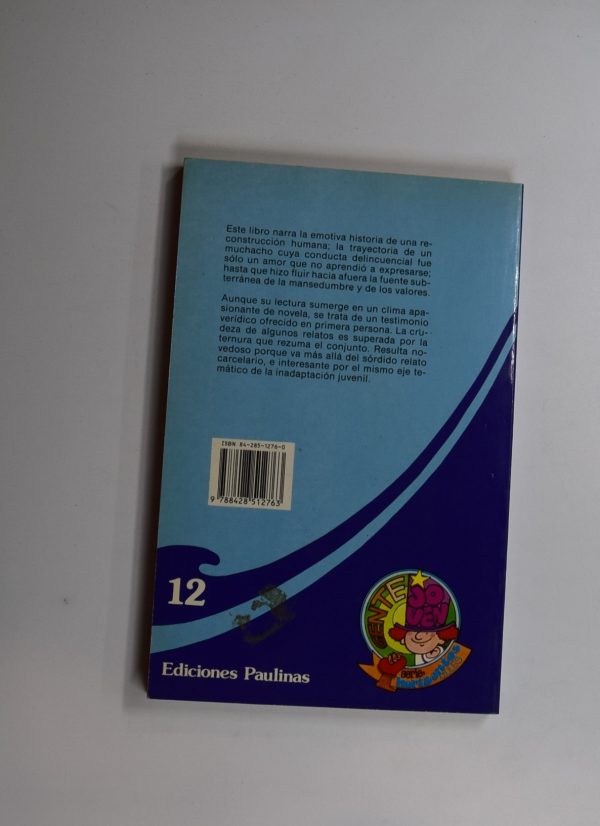 Este libro narra la emotiva historia de una re-
construcción humana; la trayectoria de un
muchacho cuya conducta delincuencial fue
sólo un amor que no aprendió a expresarse;
hasta que hizo fluir hacia afuera la fuente sub-
terránea de la mansedumbre y de los valores.
Aunque su lectura sumerge en un clima apa-
sionante de novela, se trata de un testimonio
verídico ofrecido en primera persona. La cru-
deza de algunos relatos es superada por la
ternura que rezuma el conjunto. Resulta no-
vedoso porque va más allá del sórdido relato
carcelario, e interesante por el mismo eje te-
mático de la inadaptación juvenil.
ISBN 84-285-1276-0
9 788428 512763
12
GENTE
JOVEN
serie
Ediciones Paulinas